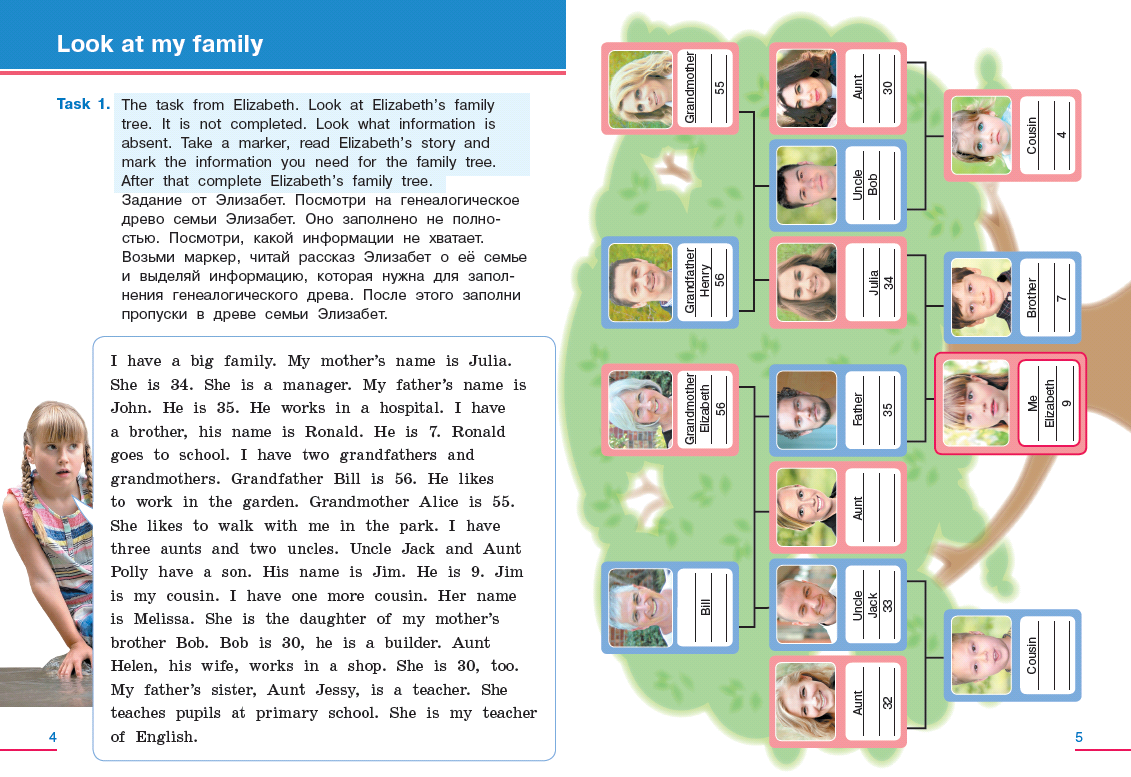 Look at my family
Task 1. The task from Elizabeth. Look at Elizabeth's family
tree. It is not completed. Look what information is
absent. Take a marker, read Elizabeth's story and
mark the information you need for the family tree.
After that complete Elizabeth's family tree.
Задание от Элизабет. Посмотри на генеалогическое
древо семьи Элизабет. Оно заполнено не полно-
стью. Посмотри, какой информации не хватает.
Возьми маркер, читай рассказ Элизабет о её семье
и выделяй информацию, которая нужна для запол-
нения генеалогического древа. После этого заполни
пропуски в древе семьи Элизабет.
I have a big family. My mother's name is Julia.
She is 34. She is a manager. My father's name is
John. He is 35. He works in a hospital. I have
a brother, his name is Ronald. He is 7. Ronald
goes to school. I have two grandfathers and
grandmothers. Grandfather Bill is 56. He likes
to work in the garden. Grandmother Alice is 55.
She likes to walk with me in the park. I have
three aunts and two uncles. Uncle Jack and Aunt
Polly have a son. His name is Jim. He is 9. Jim
is my cousin. I have one more cousin. Her name
is Melissa. She is the daughter of my mother's
brother Bob. Bob is 30, he is a builder. Aunt
Helen, his wife, works in a shop. She is 30, too.
My father's sister, Aunt Jessy, is a teacher. She
teaches pupils at primary school. She is my teacher
of English.
4
Grandmother
55
Grandfather
Henry
56
Grandmother
Elizabeth
56
Bill
Aunt
30
Uncle
Bob
Julia
34
Father
35
Aunt
Uncle
Jack
33
Aunt
32
Cousin
4
Brother
7
Me
Elizabeth
9
Cousin
5